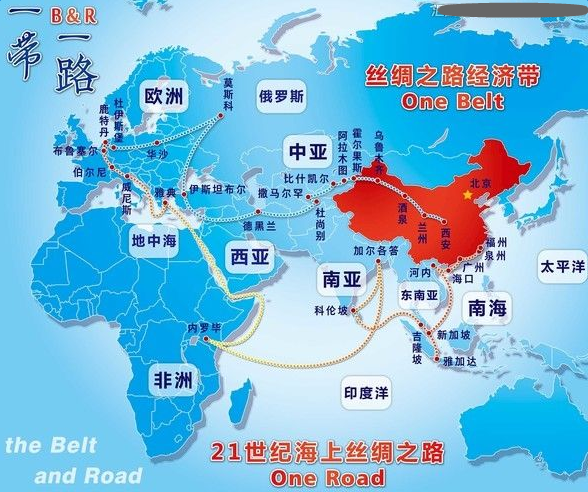 一带一路
B&R
丝绸之路经济带
One Belt
欧洲
俄罗斯
莫斯科
鹿特丹
杜伊斯堡
布鲁塞尔
华沙
伯尔尼
威尼斯
雅典
伊斯坦布尔
中亚
阿拉木图
霍尔果斯
乌鲁木齐
比什凯尔
撒马尔罕
杜尚别
德黑兰
北京
酒泉
兰州
西安
地中海
西亚
加尔各答
南亚
科伦坡
河内
东南亚
广州
海口
福州
泉州
南海
太平洋
内罗毕
吉隆坡
新加坡
雅加达
非洲
印度洋
21世纪海上丝绸之路
One Road
the Belt
and Road